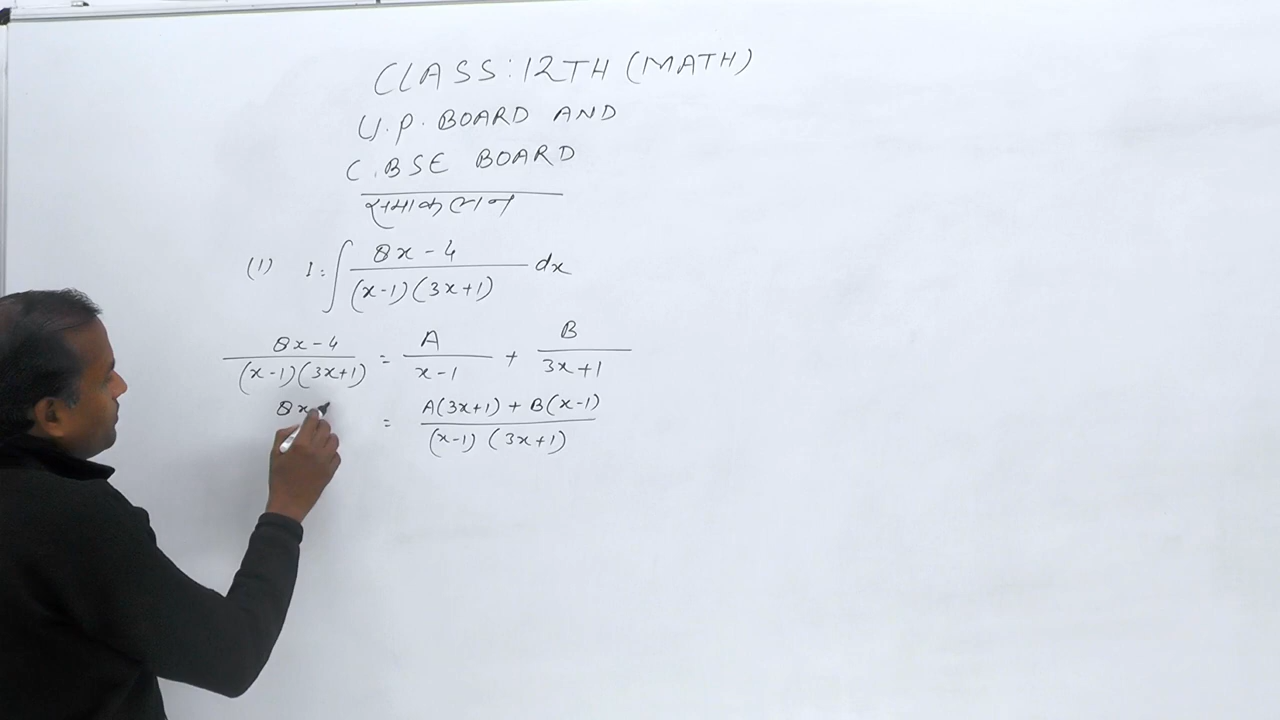 CLASS: 12TH (MATH)
U.P. BOARD AND
C.BSE BOARD
समाकलन
(1) I = ∫ (8x - 4) / ((x-1)(3x+1)) dx
(8x-4) / ((x-1)(3x+1)) = A / (x-1) + B / (3x+1)
8x = (A(3x+1) + B(x-1)) / ((x-1)(3x+1))